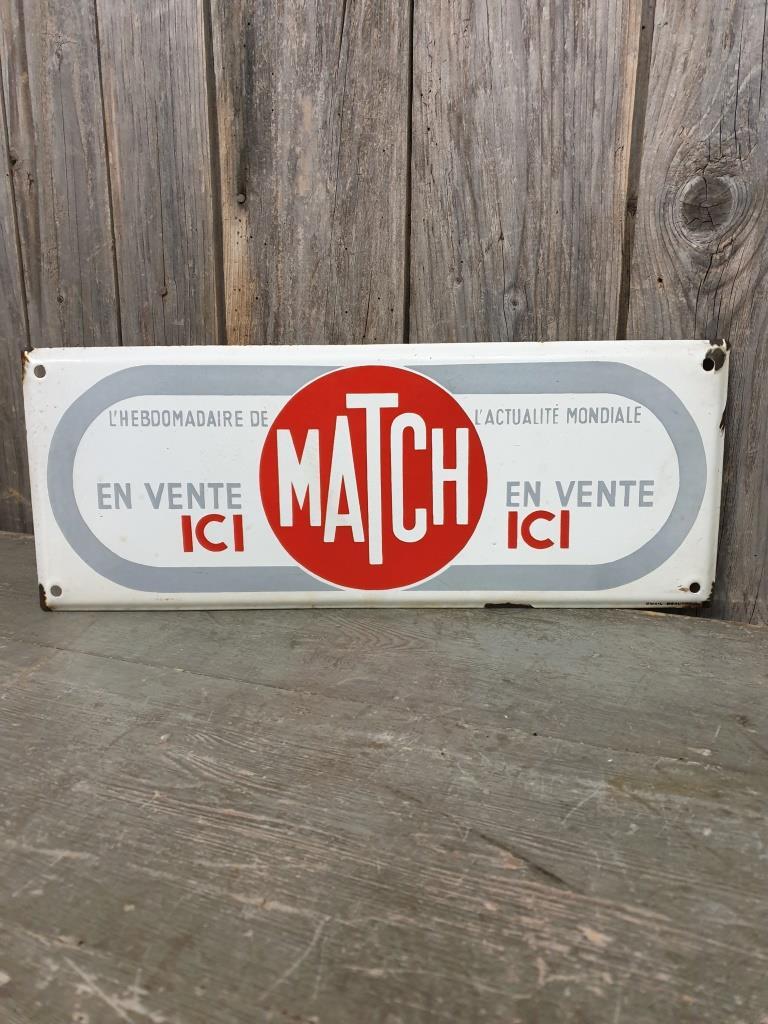 L'HEBDOMADAIRE DE L'ACTUALITÉ MONDIALE
MATCH
EN VENTE EN VENTE
ICI ICI